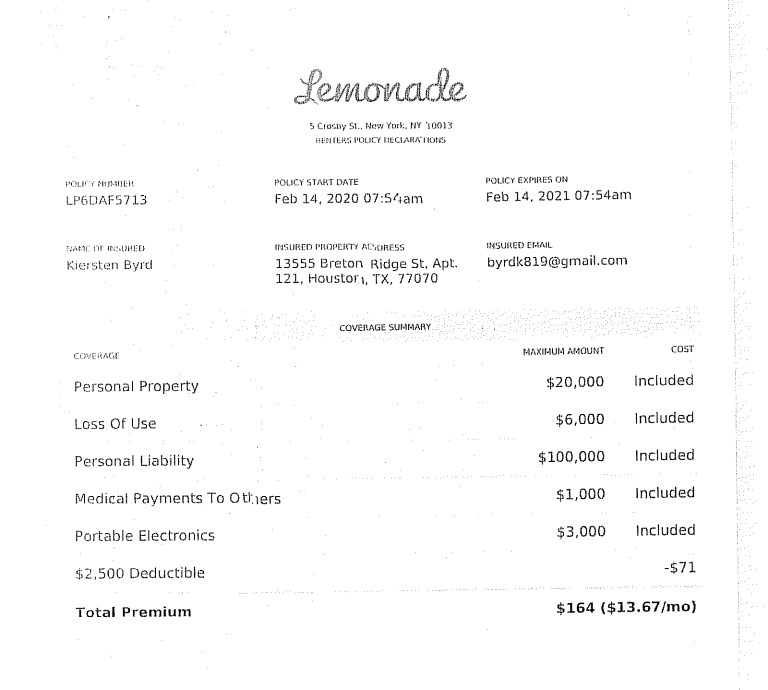 Lemonade
5 Crosby St., New York, NY 10013
RENTERS POLICY DECLARATIONS
POLICY NUMBER
LP6DAF5713
POLICY START DATE
Feb 14, 2020 07:54am
POLICY EXPIRES ON
Feb 14, 2021 07:54am
NAME OF INSURED
Kiersten Byrd
INSURED PROPERTY ADDRESS
13555 Breton Ridge St, Apt.
121, Houston, TX, 77070
INSURED EMAIL
byrdk819@gmail.com
COVERAGE SUMMARY
COVERAGE MAXIMUM AMOUNT COST
Personal Property $20,000 Included
Loss Of Use $6,000 Included
Personal Liability $100,000 Included
Medical Payments To Others $1,000 Included
Portable Electronics $3,000 Included
$2,500 Deductible -$71
Total Premium $164 ($13.67/mo)